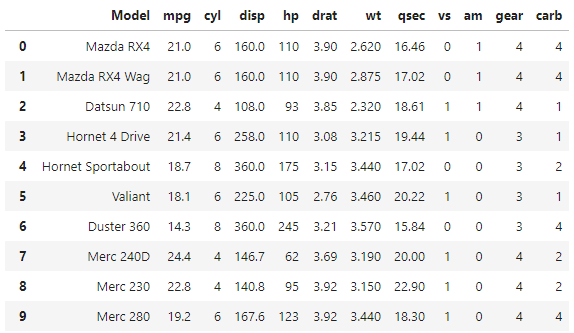 Model mpg cyl disp hp drat wt qsec vs am gear carb
0 Mazda RX4 21.0 6 160.0 110 3.90 2.620 16.46 0 1 4 4
1 Mazda RX4 Wag 21.0 6 160.0 110 3.90 2.875 17.02 0 1 4 4
2 Datsun 710 22.8 4 108.0 93 3.85 2.320 18.61 1 1 4 1
3 Hornet 4 Drive 21.4 6 258.0 110 3.08 3.215 19.44 1 0 3 1
4 Hornet Sportabout 18.7 8 360.0 175 3.15 3.440 17.02 0 0 3 2
5 Valiant 18.1 6 225.0 105 2.76 3.460 20.22 1 0 3 1
6 Duster 360 14.3 8 360.0 245 3.21 3.570 15.84 0 0 3 4
7 Merc 240D 24.4 4 146.7 62 3.69 3.190 20.00 1 0 4 2
8 Merc 230 22.8 4 140.8 95 3.92 3.150 22.90 1 0 4 2
9 Merc 280 19.2 6 167.6 123 3.92 3.440 18.30 1 0 4 4